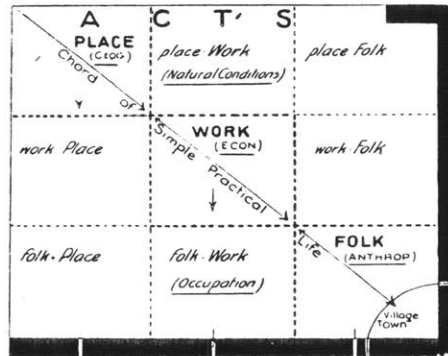 A C T'S
PLACE place-Work place Folk
(GEOG) (Natural Conditions)
Chord of
work Place WORK work-Folk
(ECON)
Simple Practical
folk-Place folk-Work FOLK
(Occupation) (ANTHROP)
Life
Village
Town